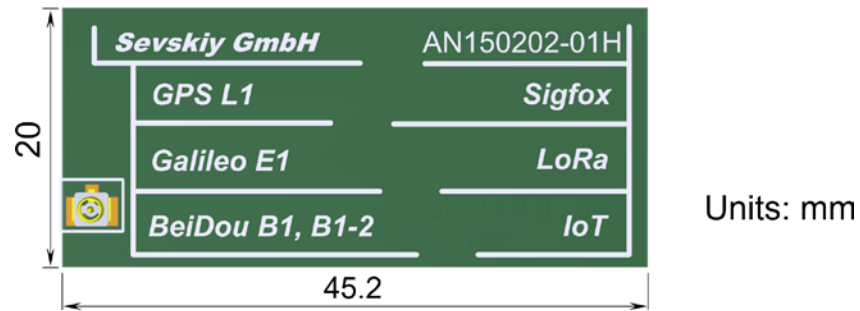 Sevskiy GmbH AN150202-01H
GPS L1 Sigfox
Galileo E1 LoRa
BeiDou B1, B1-2 IoT
20
45.2
Units: mm